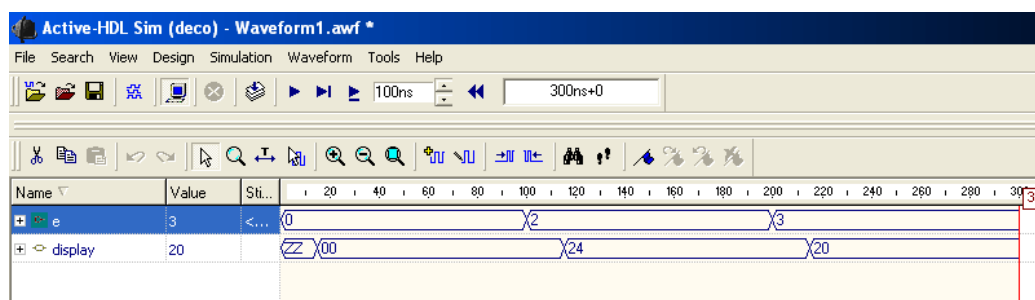 Active-HDL Sim (deco) - Waveform1.awf *
File Search View Design Simulation Waveform Tools Help
100ns 300ns+0
Name Value Sti... 20 40 60 80 100 120 140 160 180 200 220 240 260 280 300 3
e 3 <... 0 2 3
display 20 ZZ 00 24 20